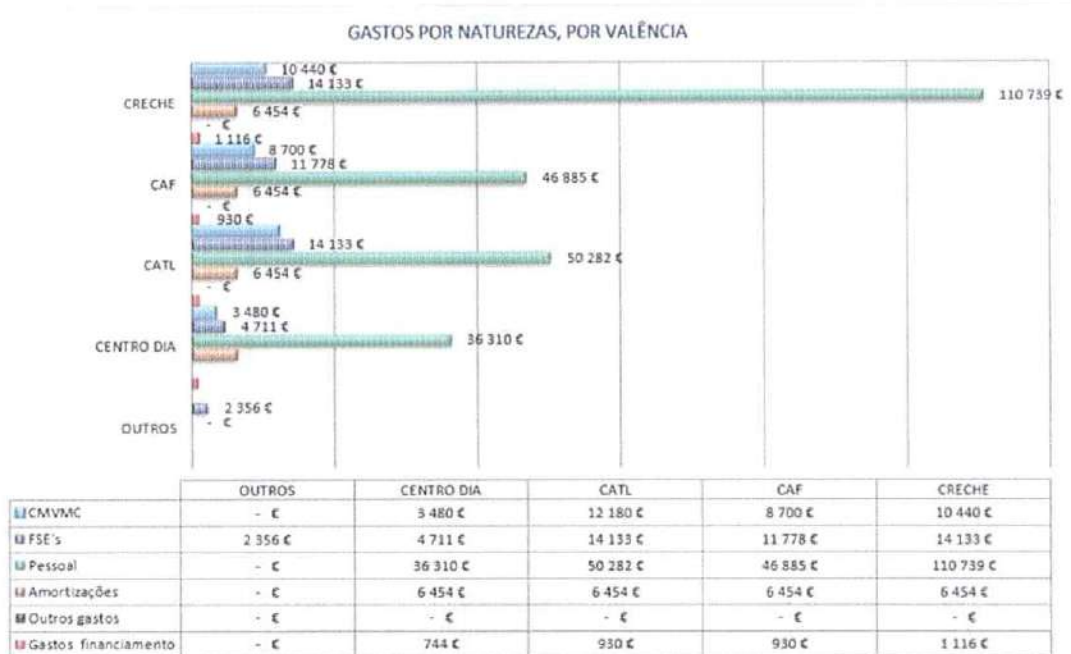 GASTOS POR NATUREZAS, POR VALÊNCIA
10 440 €
14 133 €
CRECHE
110 739 €
6 454 €
- €
1 116 €
8 700 €
11 778 €
CAF
46 885 €
6 454 €
- €
930 €
14 133 €
CATL
50 282 €
6 454 €
- €
3 480 €
4 711 €
CENTRO DIA
36 310 €
2 356 €
- €
OUTROS
OUTROS CENTRO DIA CATL CAF CRECHE
CMVMC - € 3 480 € 12 180 € 8 700 € 10 440 €
FSE's 2 356 € 4 711 € 14 133 € 11 778 € 14 133 €
Pessoal - € 36 310 € 50 282 € 46 885 € 110 739 €
Amortizações - € 6 454 € 6 454 € 6 454 € 6 454 €
Outros gastos - € - € - € - € - €
Gastos financiamento - € 744 € 930 € 930 € 1 116 €